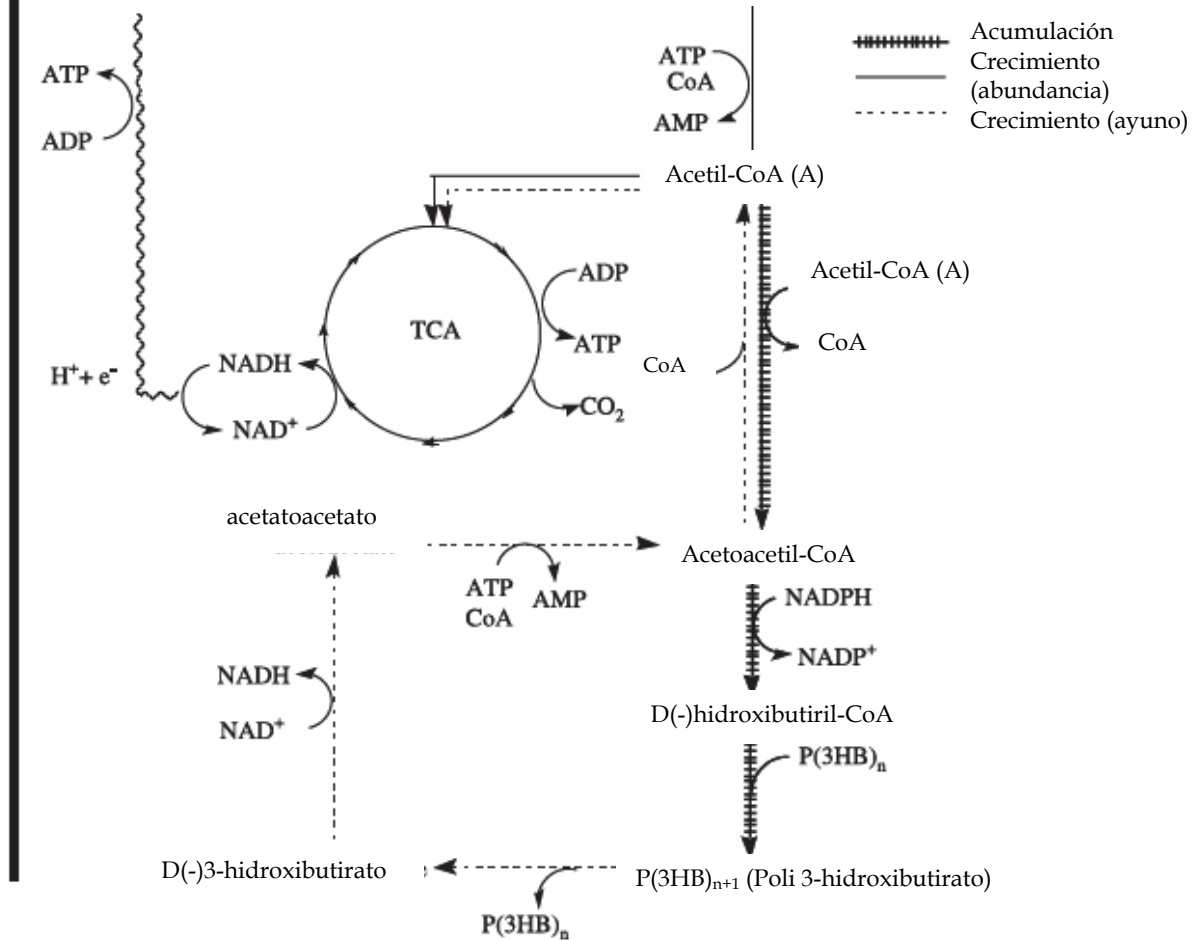 Acumulación
Crecimiento
(abundancia)
Crecimiento (ayuno)
ATP
ADP
ATP
CoA
AMP
Acetil-CoA (A)
Acetil-CoA (A)
CoA
CoA
TCA
ADP
ATP
CO₂
H⁺+ e⁻
NADH
NAD⁺
acetatoacetato
Acetoacetil-CoA
ATP
CoA
AMP
NADPH
NADP⁺
NADH
NAD⁺
D(-)hidroxibutiril-CoA
P(3HB)ₙ
D(-)3-hidroxibutirato
P(3HB)ₙ₊₁ (Poli 3-hidroxibutirato)
P(3HB)ₙ